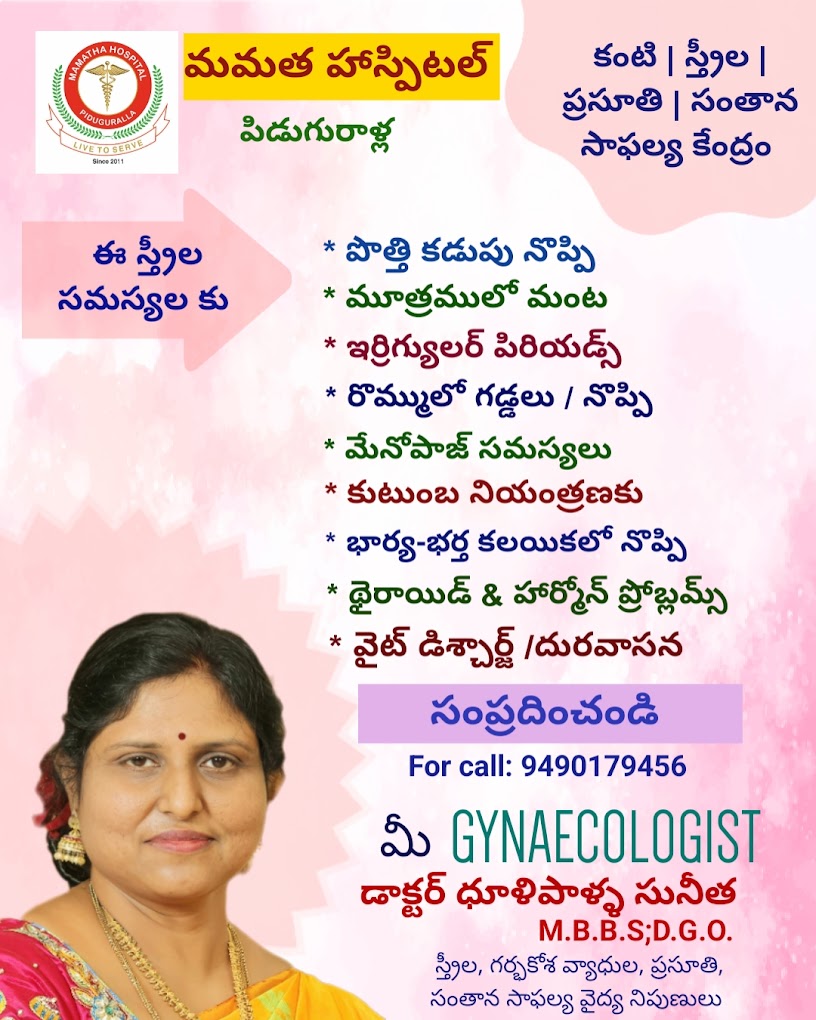 MAMATHA HOSPITAL
PIDUGURALLA
LIVE TO SERVE
Since 2011
మమత హాస్పిటల్
పిడుగురాళ్ల
కంటి | స్త్రీల |
ప్రసూతి | సంతాన
సాఫల్య కేంద్రం
ఈ స్త్రీల
సమస్యల కు
* పొత్తి కడుపు నొప్పి
* మూత్రములో మంట
* ఇర్రిగ్యులర్ పిరియడ్స్
* రొమ్ములో గడ్డలు / నొప్పి
* మేనోపాజ్ సమస్యలు
* కుటుంబ నియంత్రణకు
* భార్య-భర్త కలయికలో నొప్పి
* థైరాయిడ్ & హార్మోన్ ప్రోబ్లమ్స్
* వైట్ డిశ్చార్జ్ /దురవాసన
సంప్రదించండి
For call: 9490179456
మీ GYNAECOLOGIST
డాక్టర్ ధూళిపాళ్ళ సునీత
M.B.B.S;D.G.O.
స్త్రీల, గర్భకోశ వ్యాధుల, ప్రసూతి,
సంతాన సాఫల్య వైద్య నిపుణులు